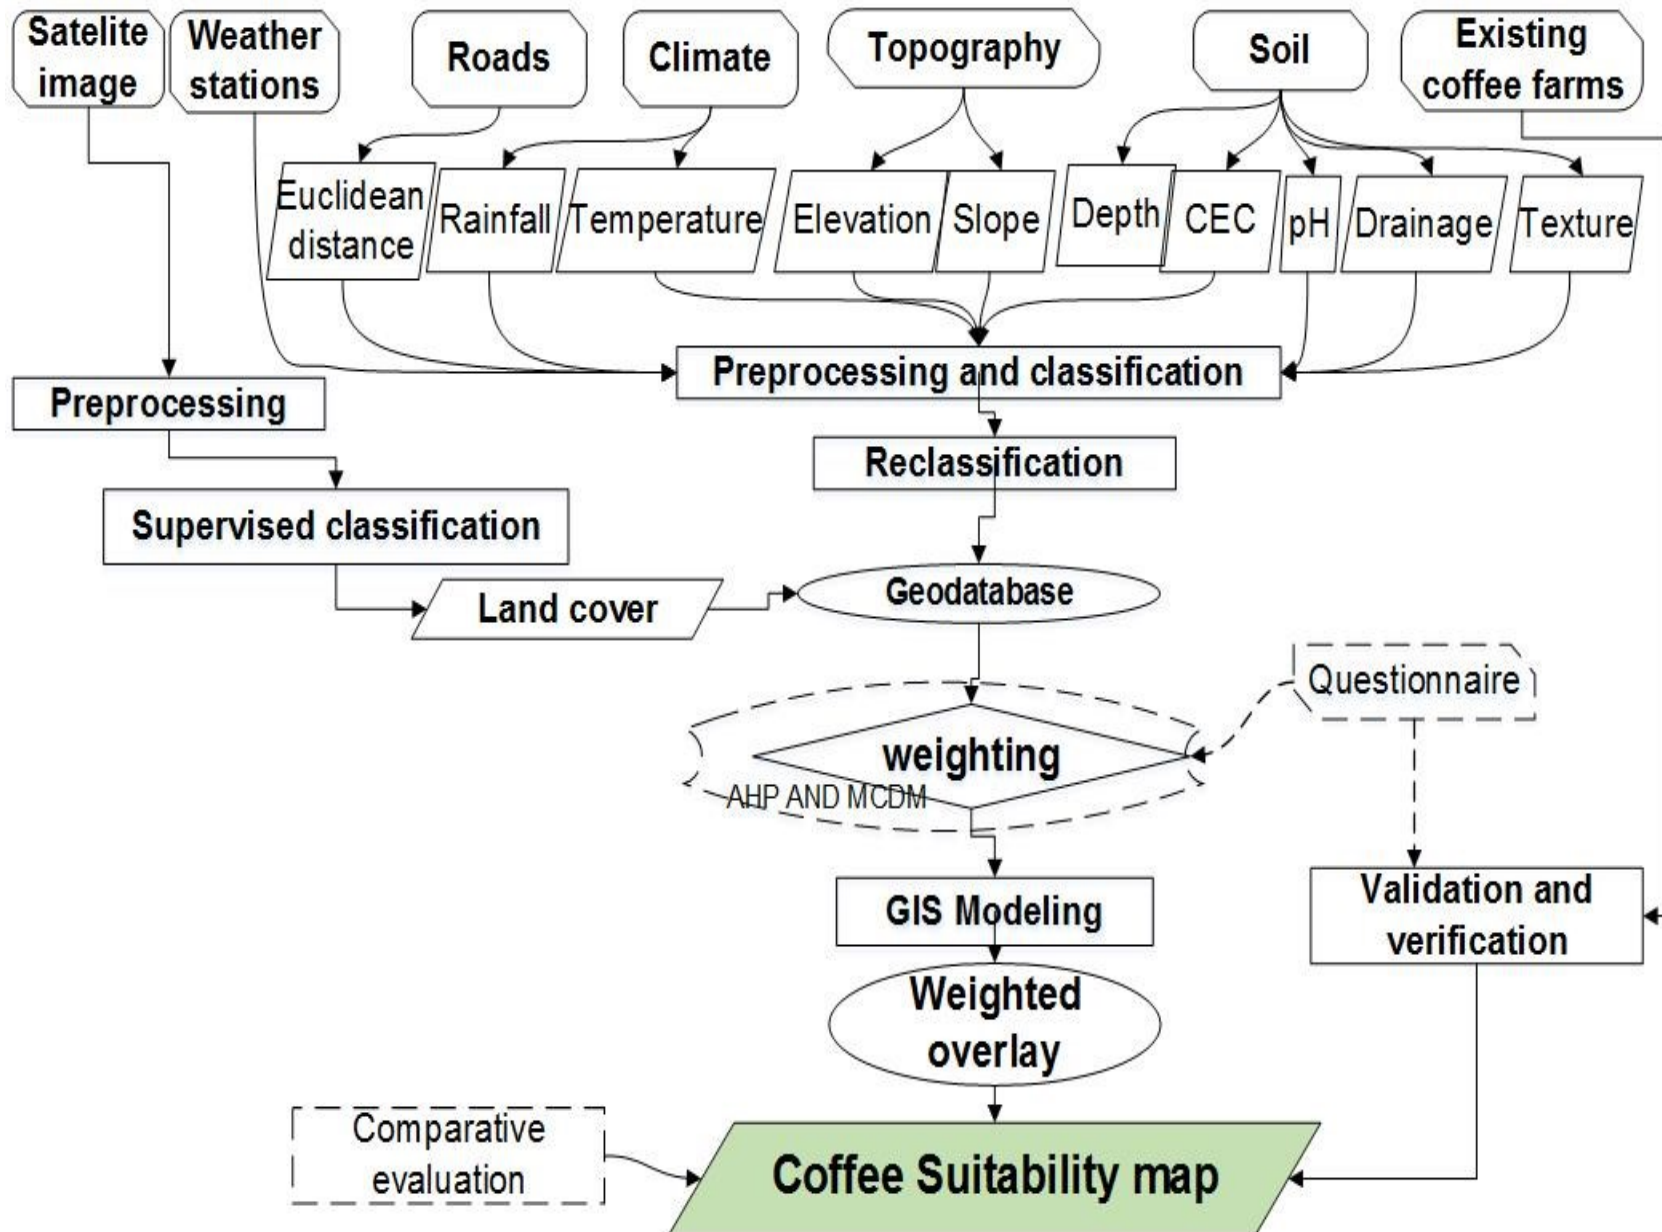 Satelite
image
Weather
stations
Roads
Climate
Topography
Soil
Existing
coffee farms
Euclidean
distance
Rainfall
Temperature
Elevation
Slope
Depth
CEC
pH
Drainage
Texture
Preprocessing and classification
Preprocessing
Reclassification
Supervised classification
Land cover
Geodatabase
Questionnaire
weighting
AHP AND MCDM
GIS Modeling
Validation and
verification
Weighted
overlay
Comparative
evaluation
Coffee Suitability map